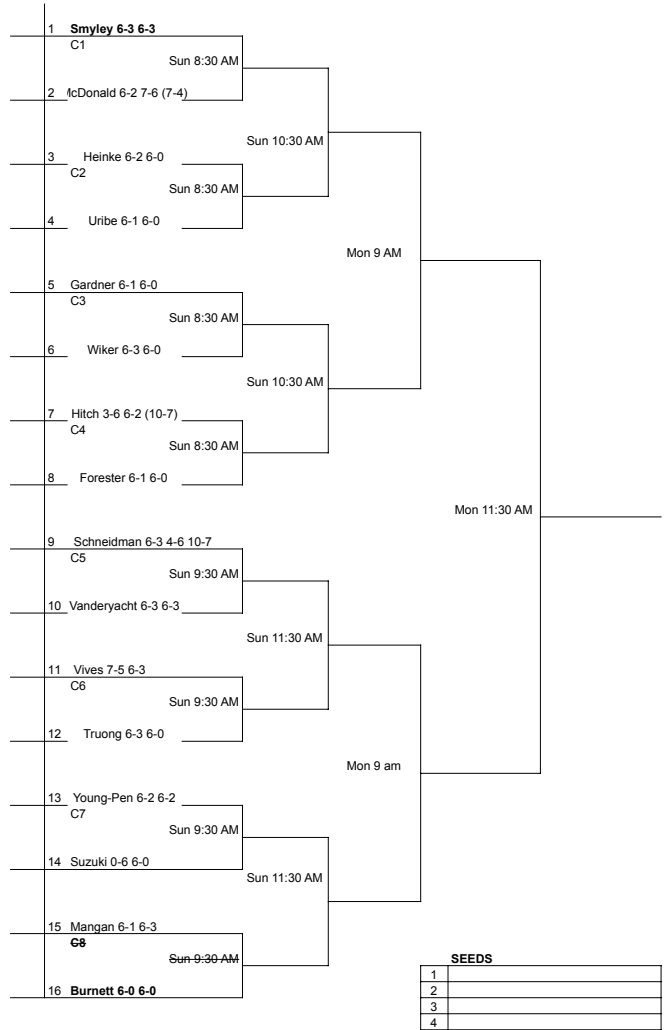 1 Smyley 6-3 6-3
C1
Sun 8:30 AM
2 McDonald 6-2 7-6 (7-4)
Sun 10:30 AM
3 Heinke 6-2 6-0
C2
Sun 8:30 AM
4 Uribe 6-1 6-0
Mon 9 AM
5 Gardner 6-1 6-0
C3
Sun 8:30 AM
6 Wiker 6-3 6-0
Sun 10:30 AM
7 Hitch 3-6 6-2 (10-7)
C4
Sun 8:30 AM
8 Forester 6-1 6-0
Mon 11:30 AM
9 Schneidman 6-3 4-6 10-7
C5
Sun 9:30 AM
10 Vanderyacht 6-3 6-3
Sun 11:30 AM
11 Vives 7-5 6-3
C6
Sun 9:30 AM
12 Truong 6-3 6-0
Mon 9 am
13 Young-Pen 6-2 6-2
C7
Sun 9:30 AM
14 Suzuki 0-6 6-0
Sun 11:30 AM
15 Mangan 6-1 6-3
C8
Sun 9:30 AM
16 Burnett 6-0 6-0
SEEDS
1
2
3
4